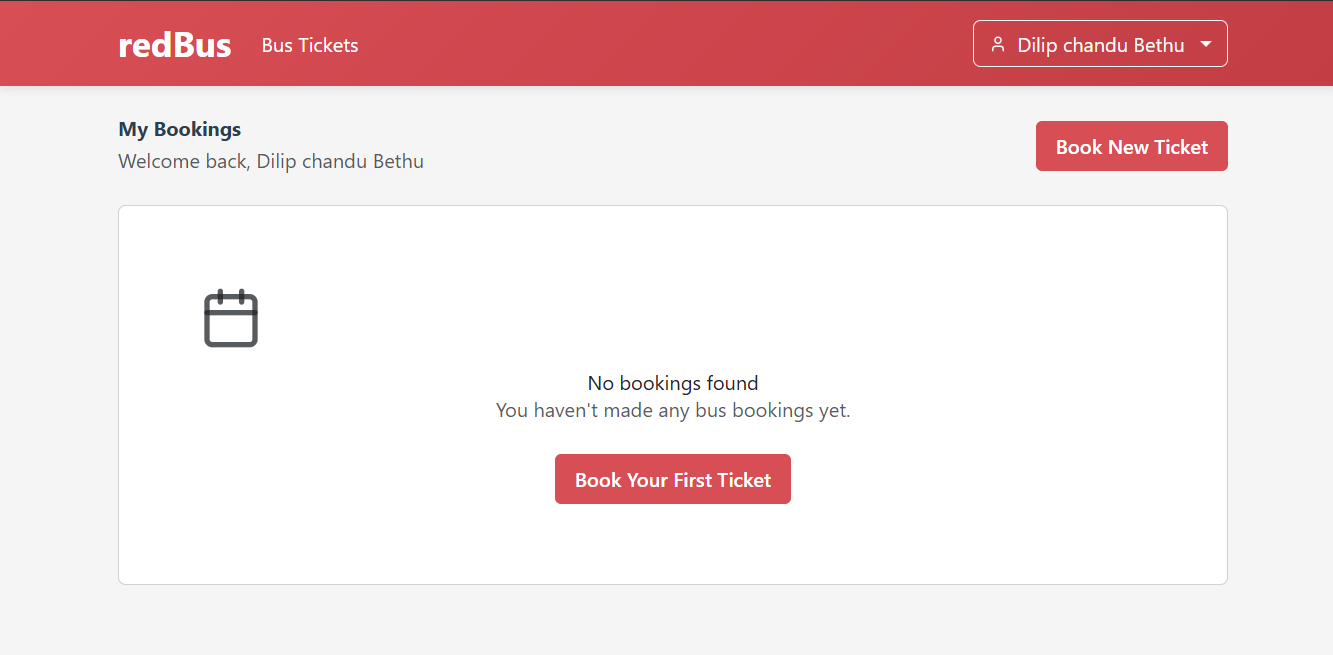 redBus
Bus Tickets
Dilip chandu Bethu
My Bookings
Welcome back, Dilip chandu Bethu
Book New Ticket
No bookings found
You haven't made any bus bookings yet.
Book Your First Ticket